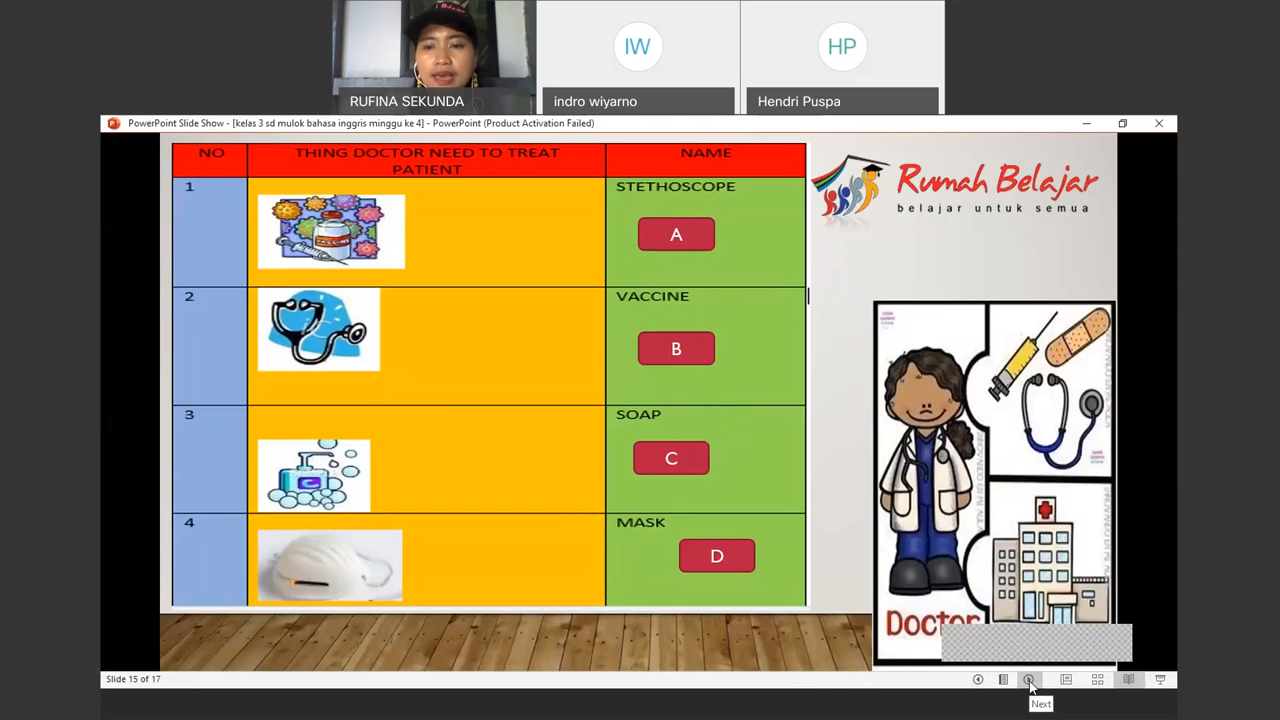 IW
HP
RUFINA SEKUNDA
indro wiyarno
Hendri Puspa
PowerPoint Slide Show - [kelas 3 sd mulok bahasa inggris minggu ke 4] - PowerPoint (Product Activation Failed)
NO
THING DOCTOR NEED TO TREAT
PATIENT
NAME
1
VACCINE
STETHOSCOPE
A
2
VACCINE
B
3
SOAP
C
4
MASK
D
Rumah Belajar
belajar untuk semua
Doctor
Slide 15 of 17
Next